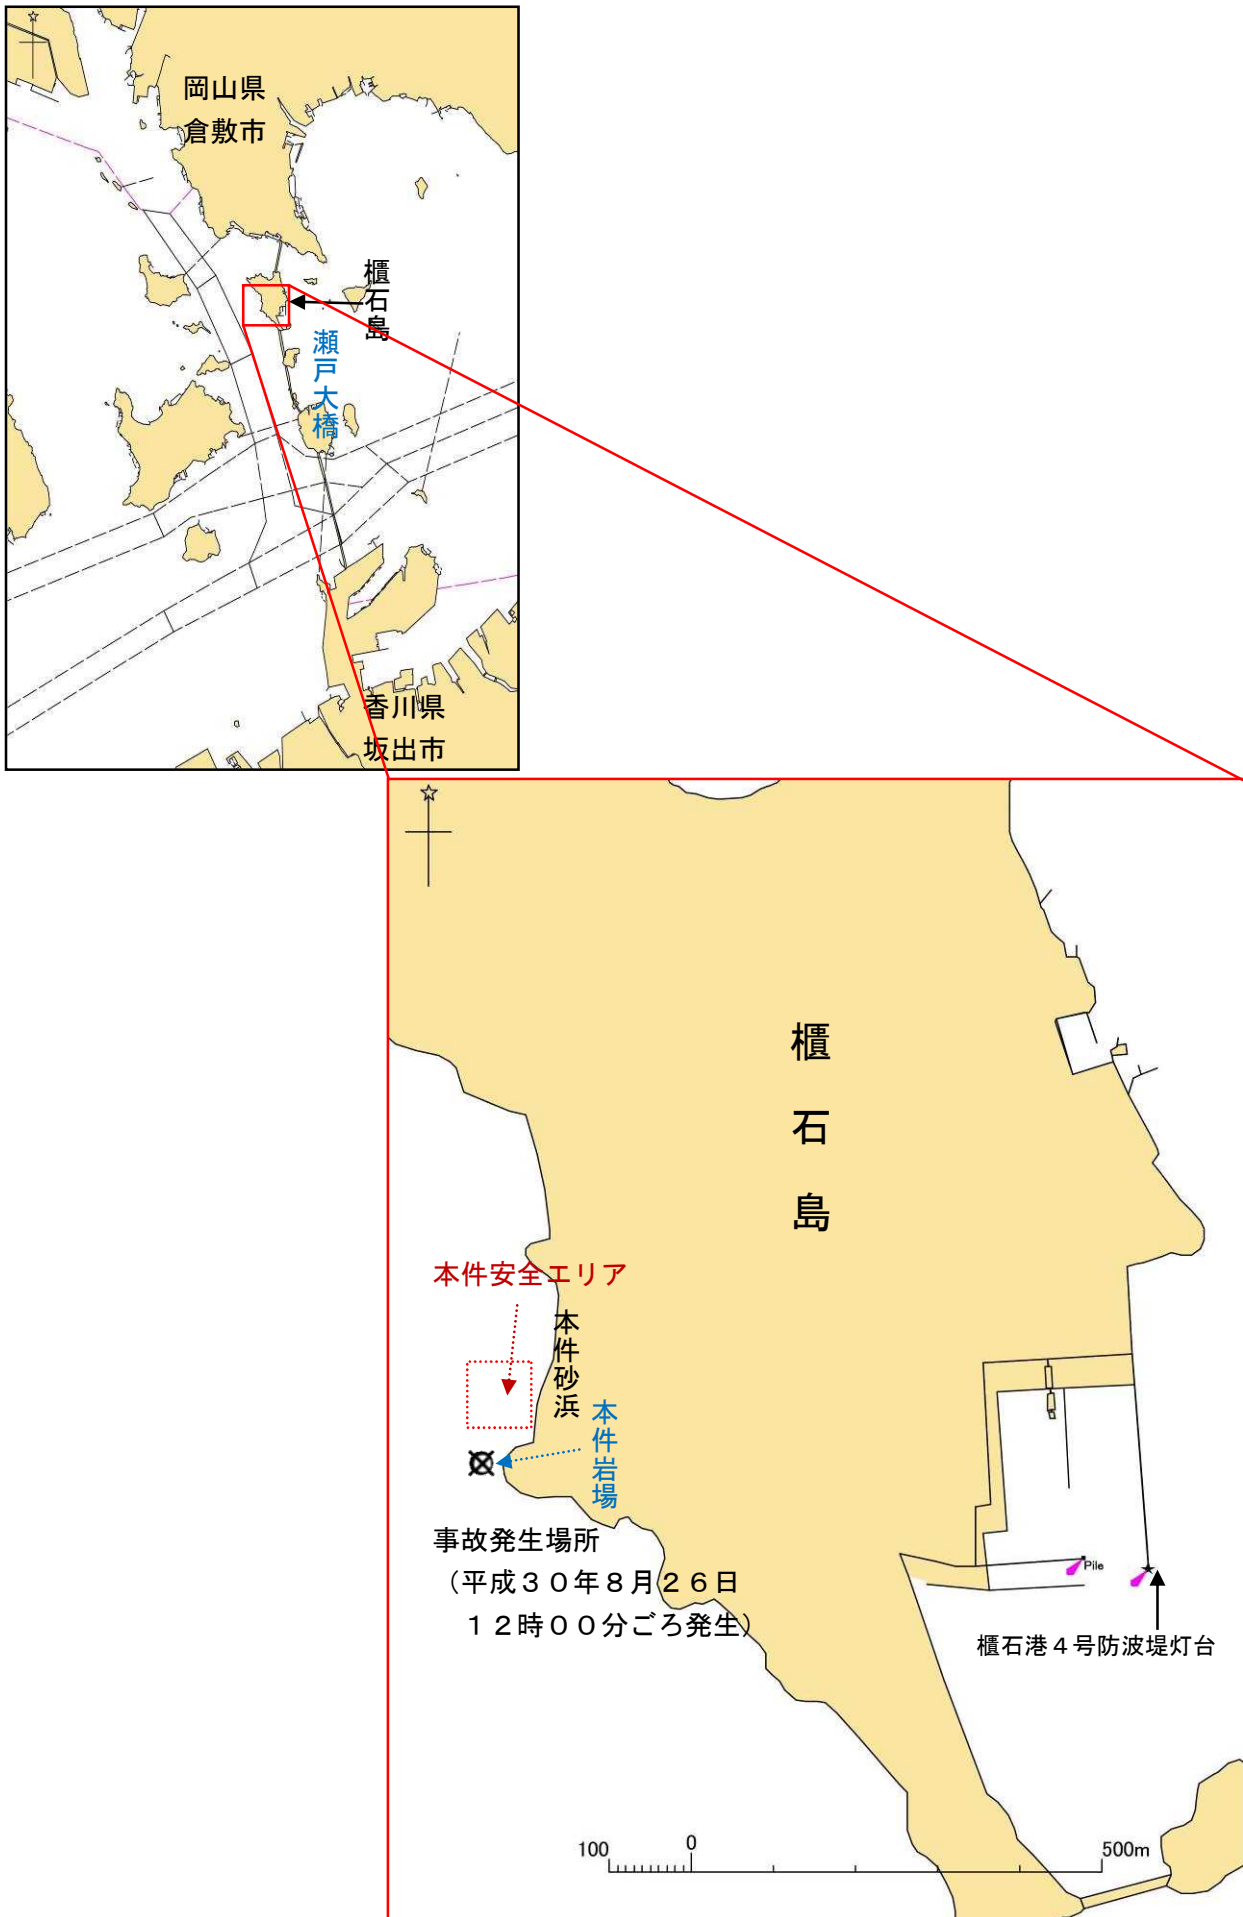 岡山県
倉敷市
櫃石島
瀬戸大橋
香川県
坂出市
櫃石島
本件安全エリア
本件砂浜
本件岩場
事故発生場所
（平成３０年８月２６日
１２時００分ごろ発生）
Pile
櫃石港４号防波堤灯台
100 0 500m